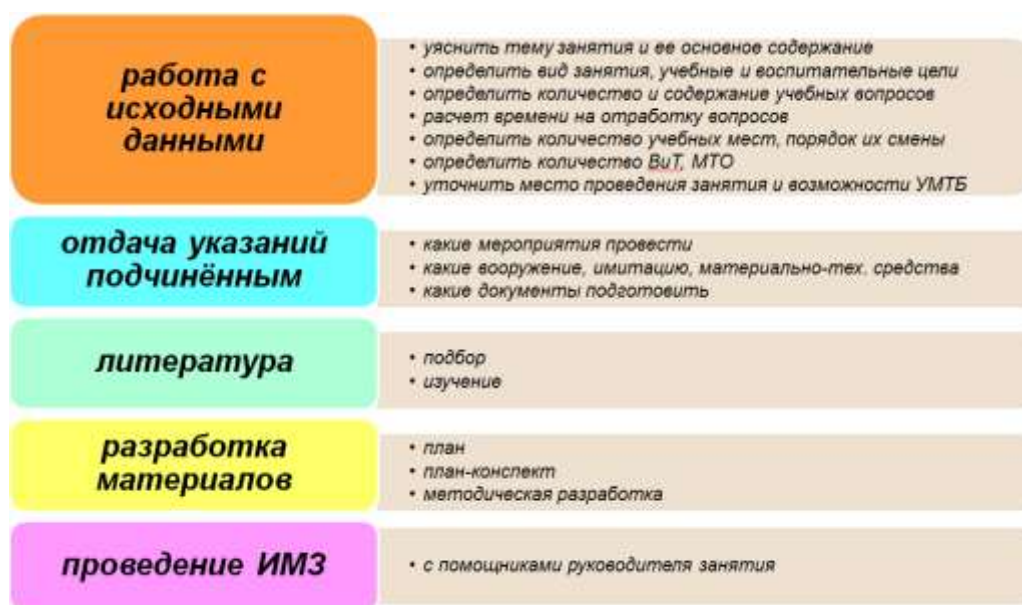 работа с
исходными
данными
• уяснить тему занятия и ее основное содержание
• определить вид занятия, учебные и воспитательные цели
• определить количество и содержание учебных вопросов
• расчет времени на отработку вопросов
• определить количество учебных мест, порядок их смены
• определить количество ВиТ, МТО
• уточнить место проведения занятия и возможности УМТБ
отдача указаний
подчинённым
• какие мероприятия провести
• какие вооружение, имитацию, материально-тех. средства
• какие документы подготовить
литература
• подбор
• изучение
разработка
материалов
• план
• план-конспект
• методическая разработка
проведение ИМЗ
• с помощниками руководителя занятия